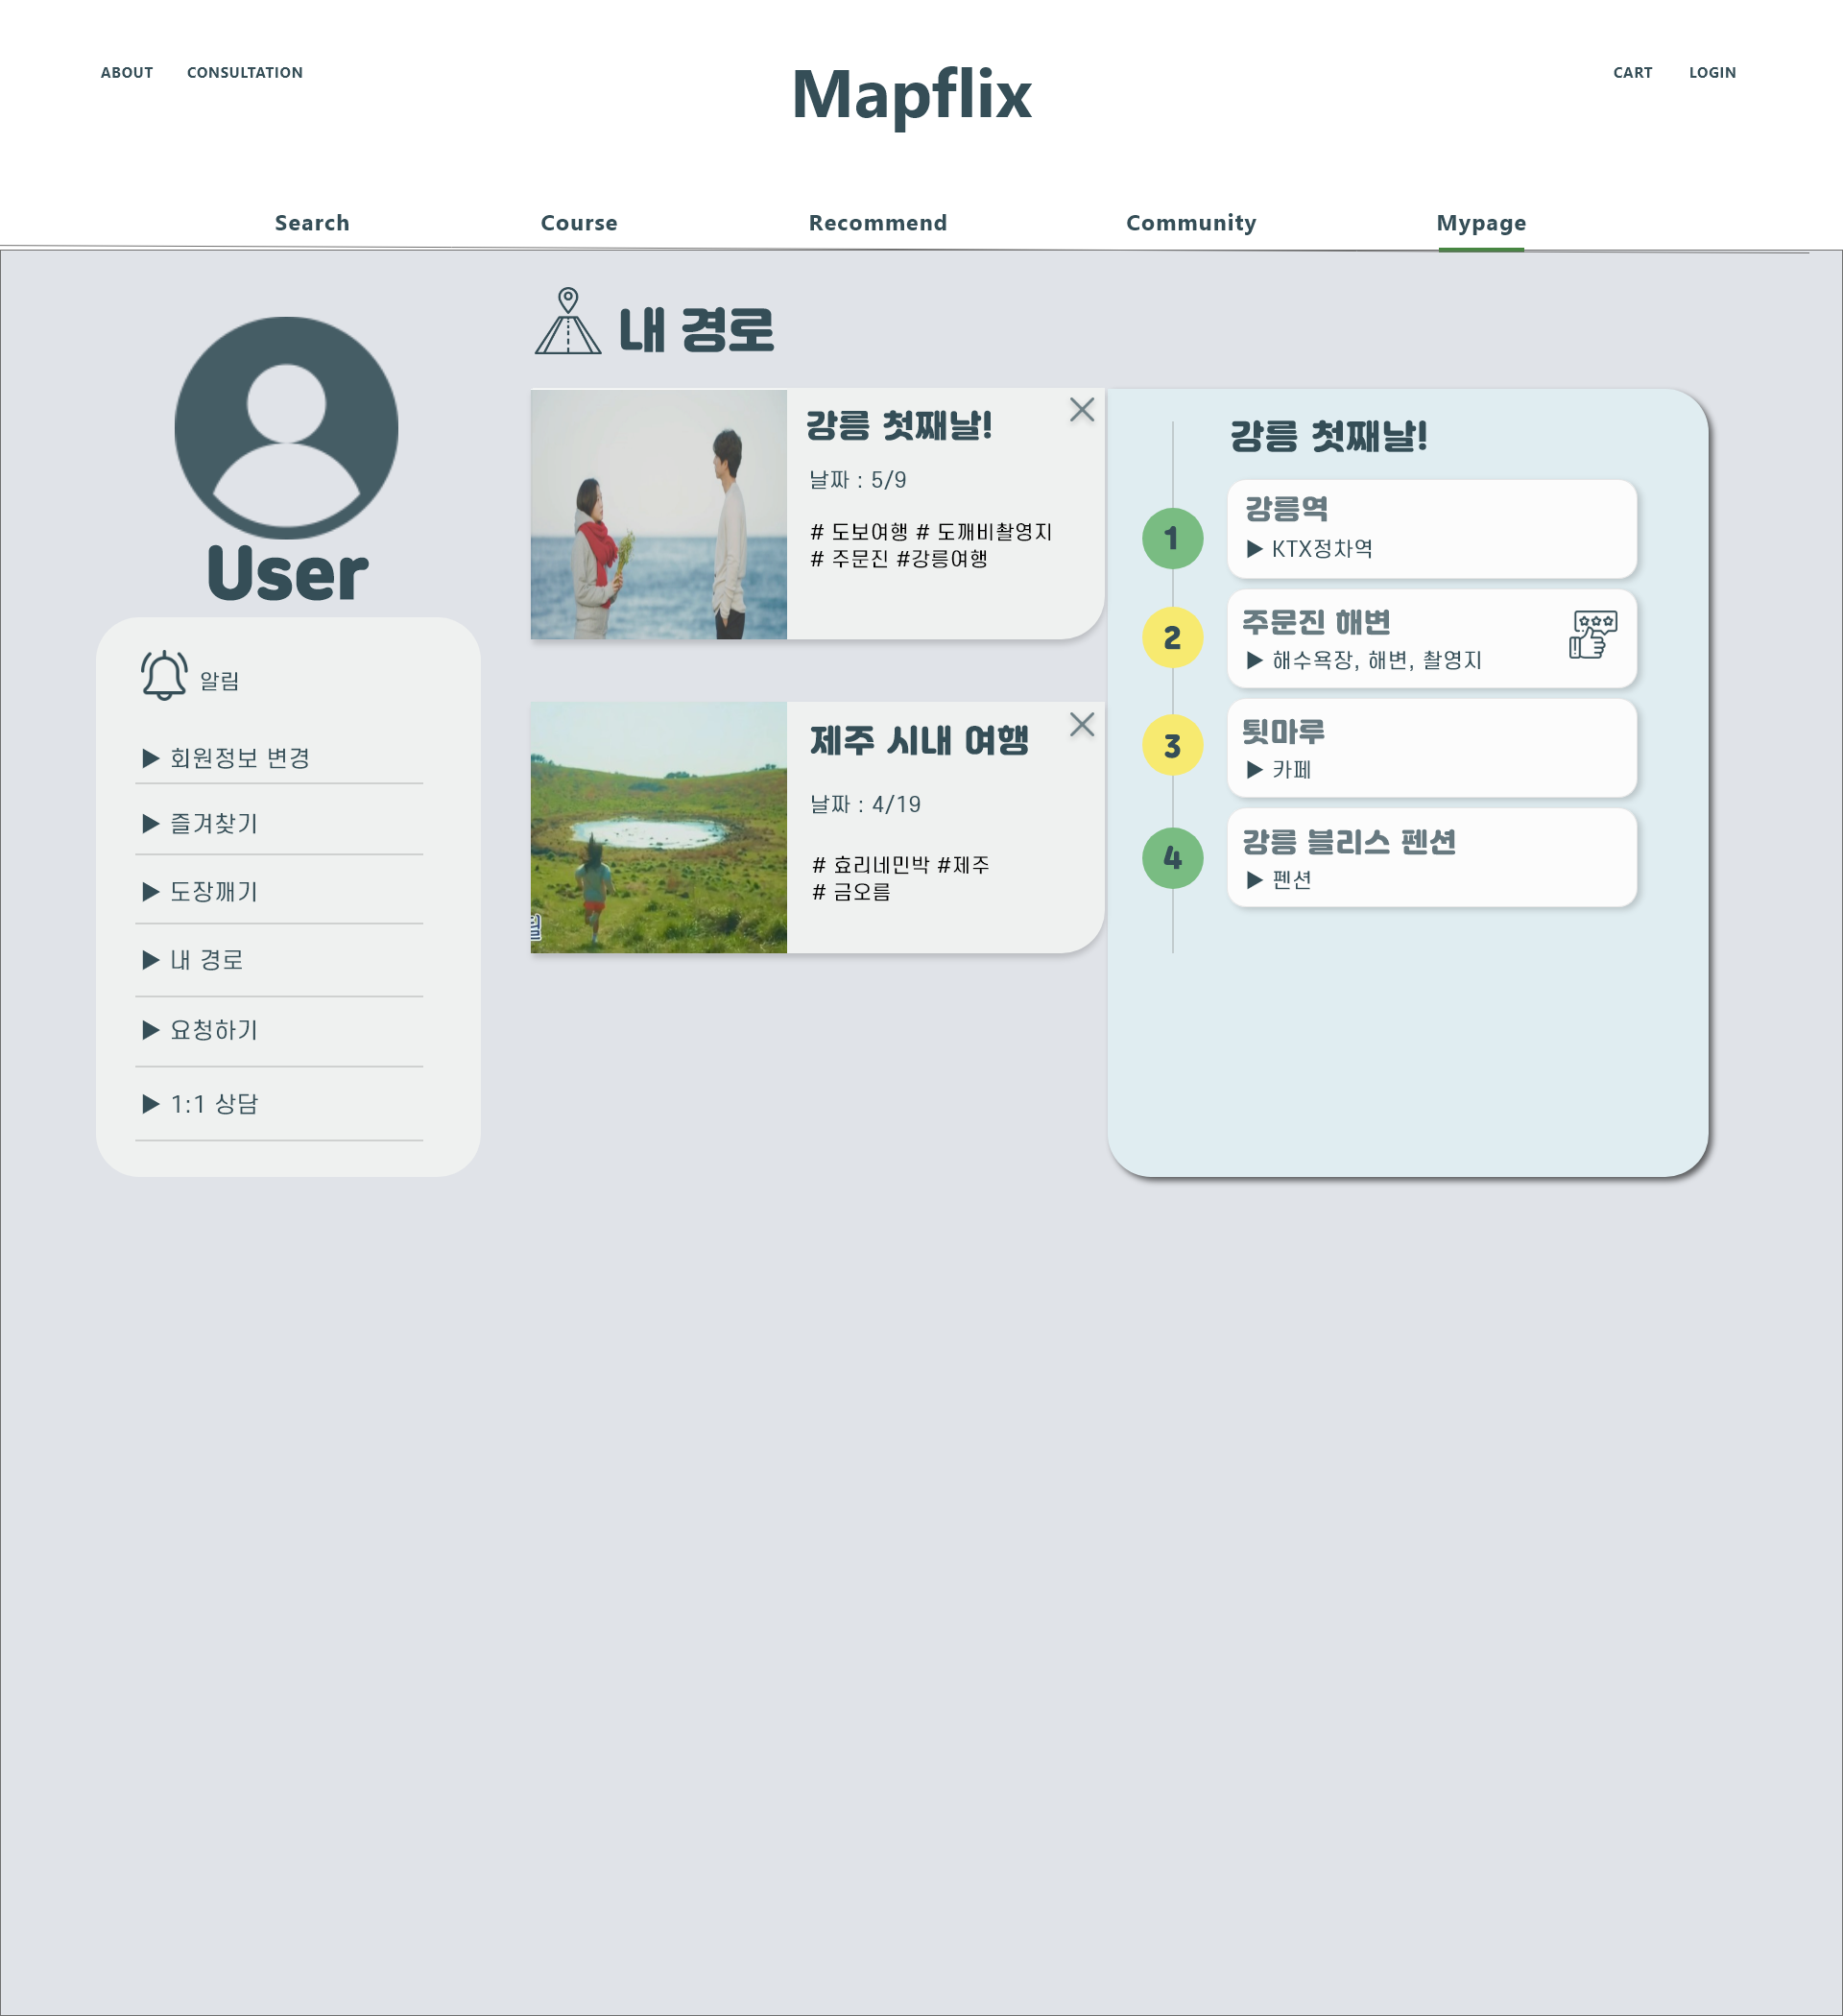 ABOUT CONSULTATION
Mapflix
CART LOGIN
Search Course Recommend Community Mypage
User
알림
▶ 회원정보 변경
▶ 즐겨찾기
▶ 도장깨기
▶ 내 경로
▶ 요청하기
▶ 1:1 상담
내 경로
강릉 첫째날!
날짜 : 5/9
# 도보여행 # 도깨비촬영지
# 주문진 #강릉여행
제주 시내 여행
날짜 : 4/19
# 효리네민박 #제주
# 금오름
강릉 첫째날!
1
강릉역
▶ KTX정차역
2
주문진 해변
▶ 해수욕장, 해변, 촬영지
3
툇마루
▶ 카페
4
강릉 블리스 펜션
▶ 펜션